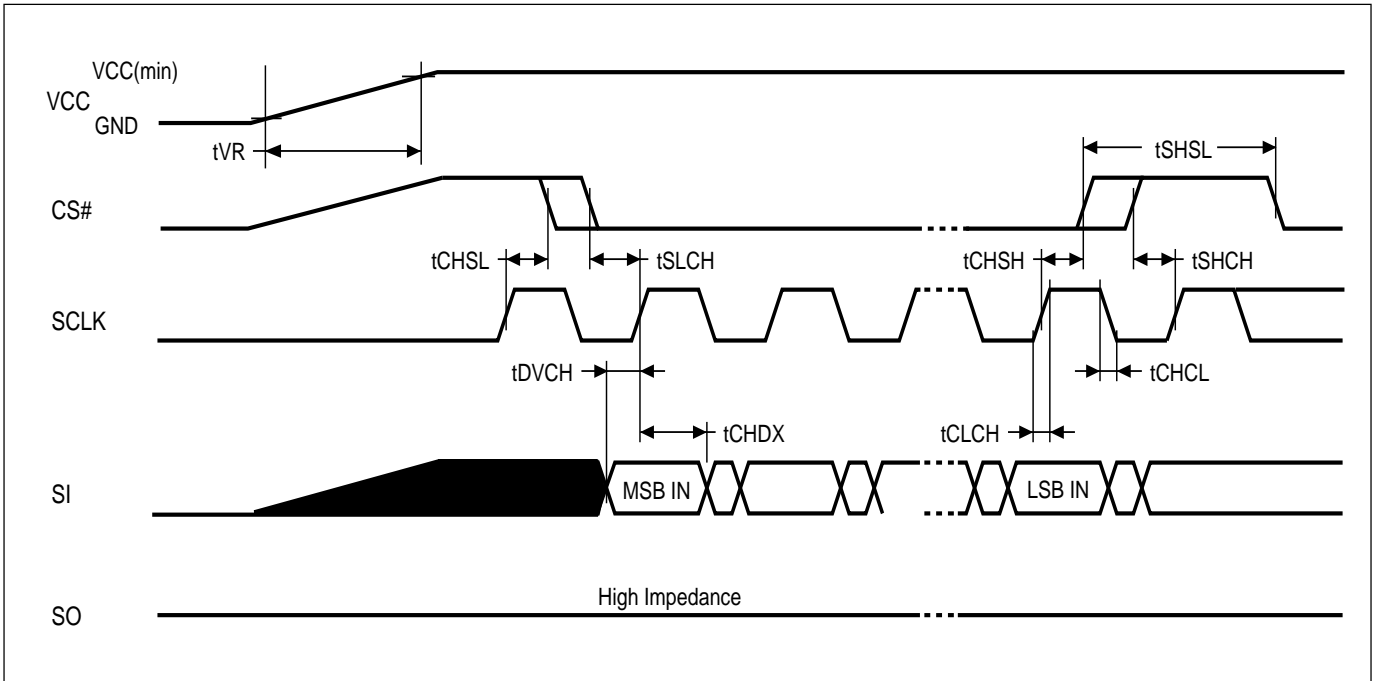 VCC(min)
VCC
GND
tVR
tSHSL
CS#
tCHSL
tSLCH
tCHSH
tSHCH
SCLK
tDVCH
tCHCL
tCHDX
tCLCH
SI
MSB IN
LSB IN
High Impedance
SO